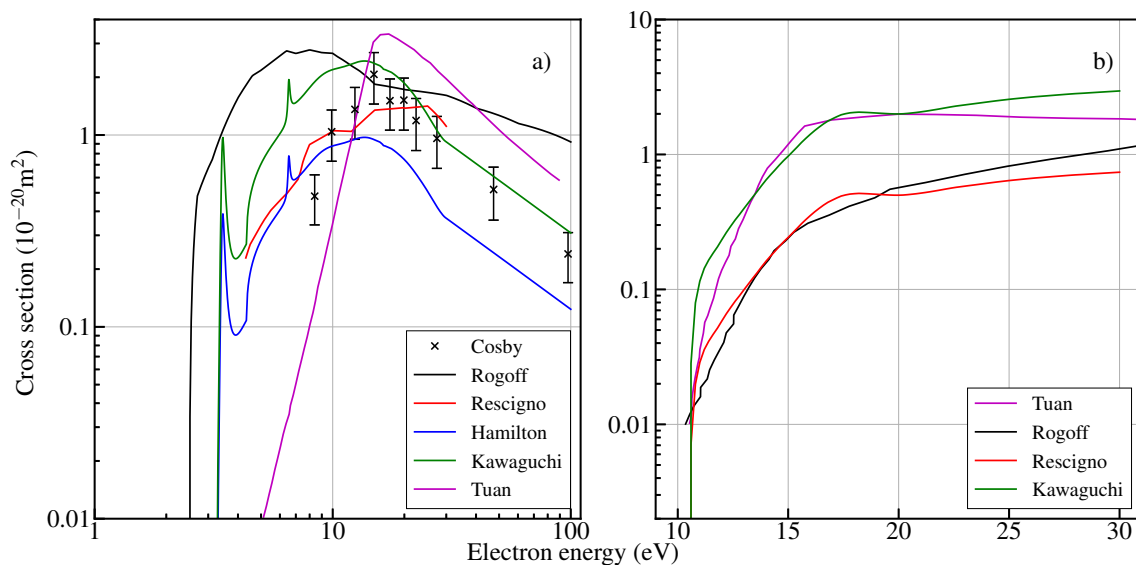 Cross section (10⁻²⁰m²)
1
0.1
0.01
1
10
100
a)
Cosby
Rogoff
Rescigno
Hamilton
Kawaguchi
Tuan
10
1
0.1
0.01
10
15
20
25
30
b)
Tuan
Rogoff
Rescigno
Kawaguchi
Electron energy (eV)